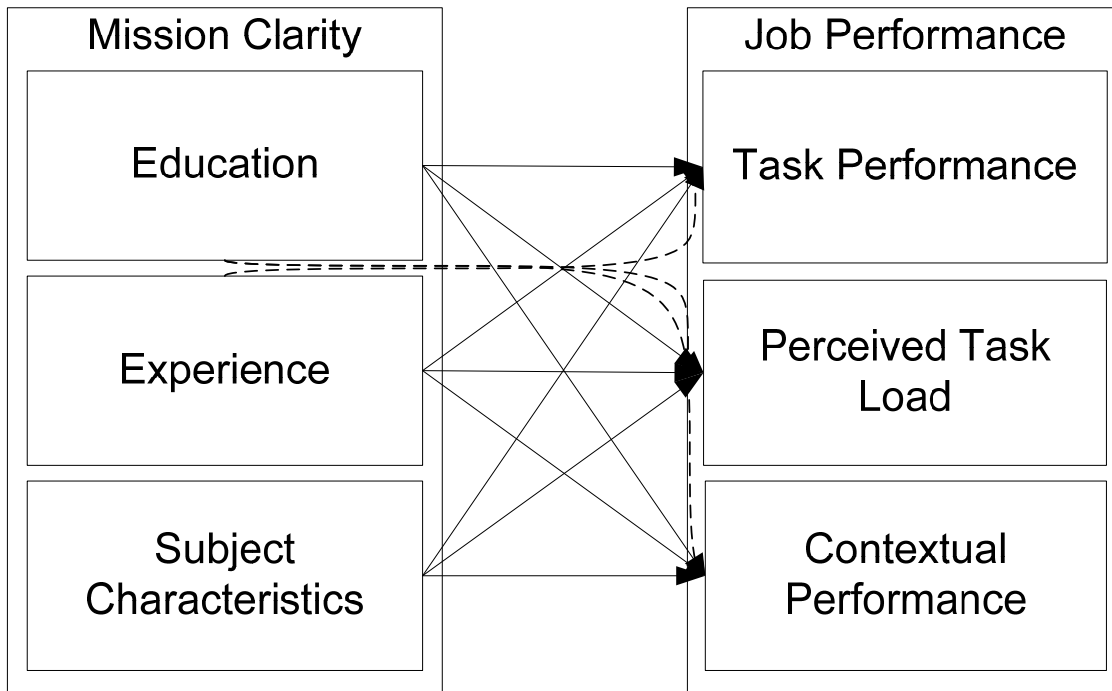 Mission Clarity
Education
Experience
Subject
Characteristics
Job Performance
Task Performance
Perceived Task
Load
Contextual
Performance